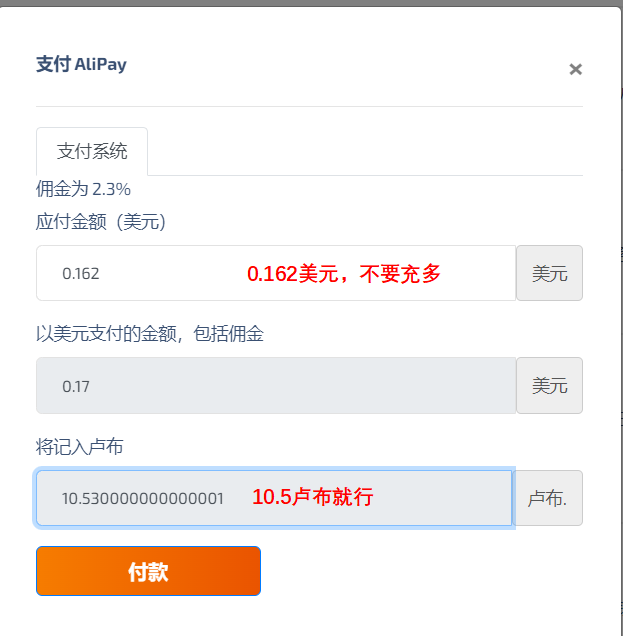 支付 AliPay
×
支付系统
佣金为 2.3%
应付金额（美元）
0.162 0.162美元，不要充多 美元
以美元支付的金额，包括佣金
0.17 美元
将记入卢布
10.530000000000001 10.5卢布就行 卢布.
付款